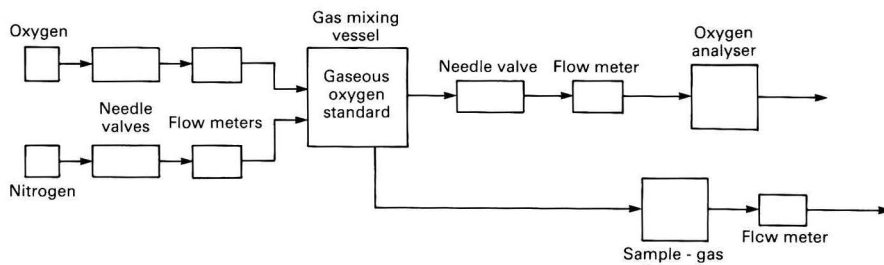 Oxygen
Needle
valves
Flow meters
Nitrogen
Gas mixing
vessel
Gaseous
oxygen
standard
Needle valve
Flow meter
Oxygen
analyser
Sample - gas
Flow meter